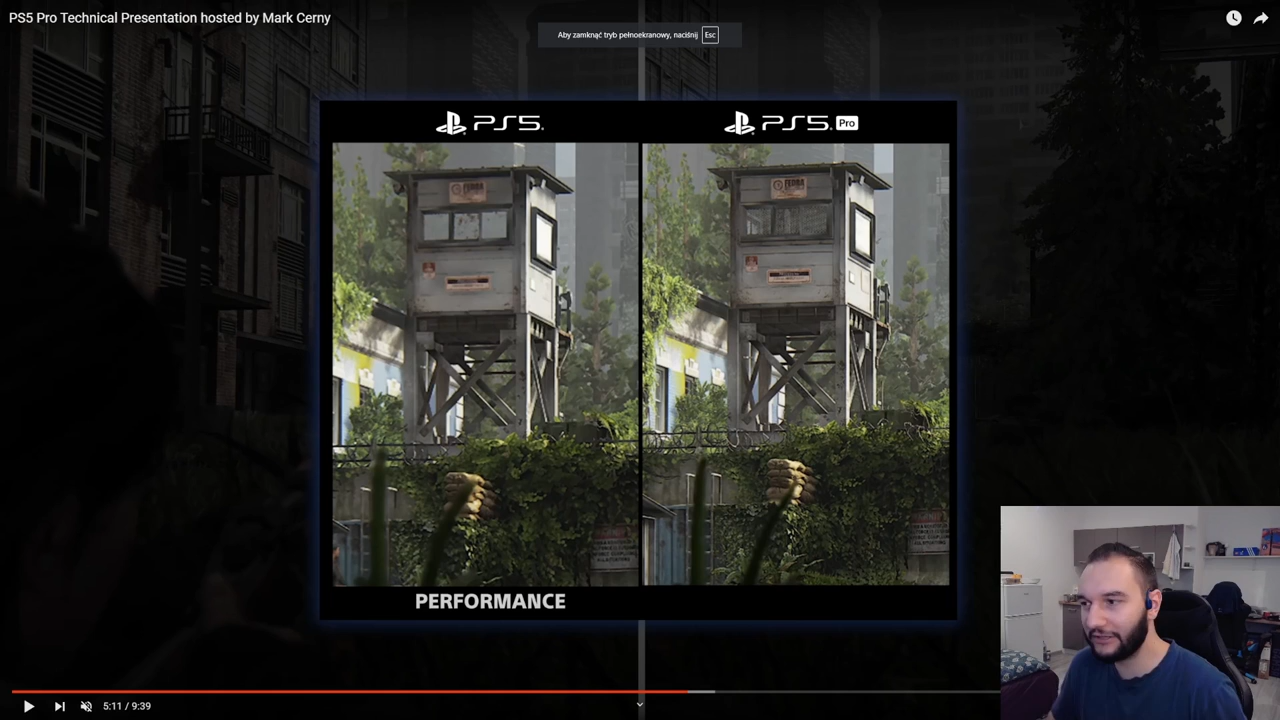 PS5 Pro Technical Presentation hosted by Mark Cerny
Aby zamknąć tryb pełnoekranowy, naciśnij Esc
PS5
PS5 Pro
FEDRA
PERFORMANCE
5:11 / 9:39